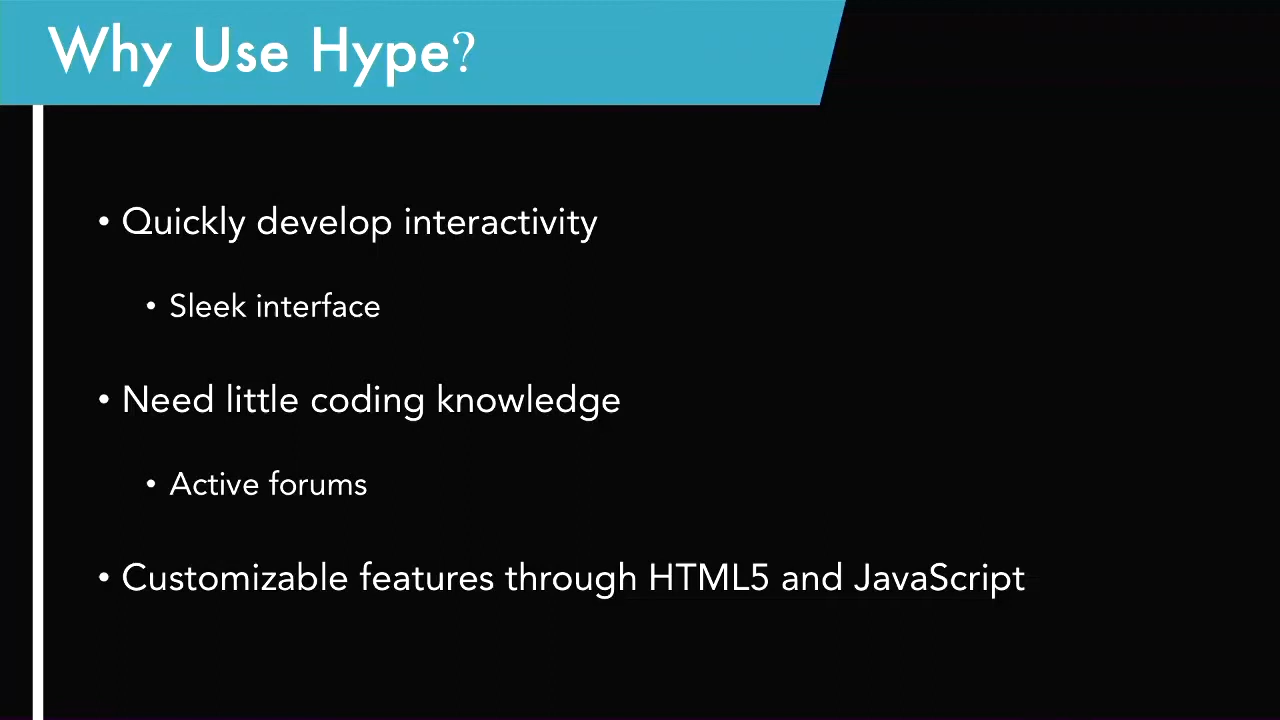 Why Use Hype?
• Quickly develop interactivity
• Sleek interface
• Need little coding knowledge
• Active forums
• Customizable features through HTML5 and JavaScript